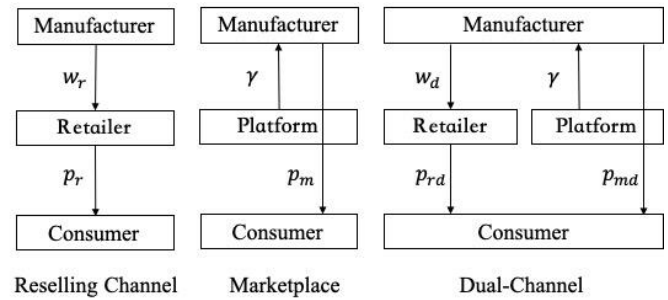 Manufacturer Manufacturer Manufacturer
w_r γ w_d γ
Retailer Platform Retailer Platform
p_r p_m p_rd p_md
Consumer Consumer Consumer
Reselling Channel Marketplace Dual-Channel